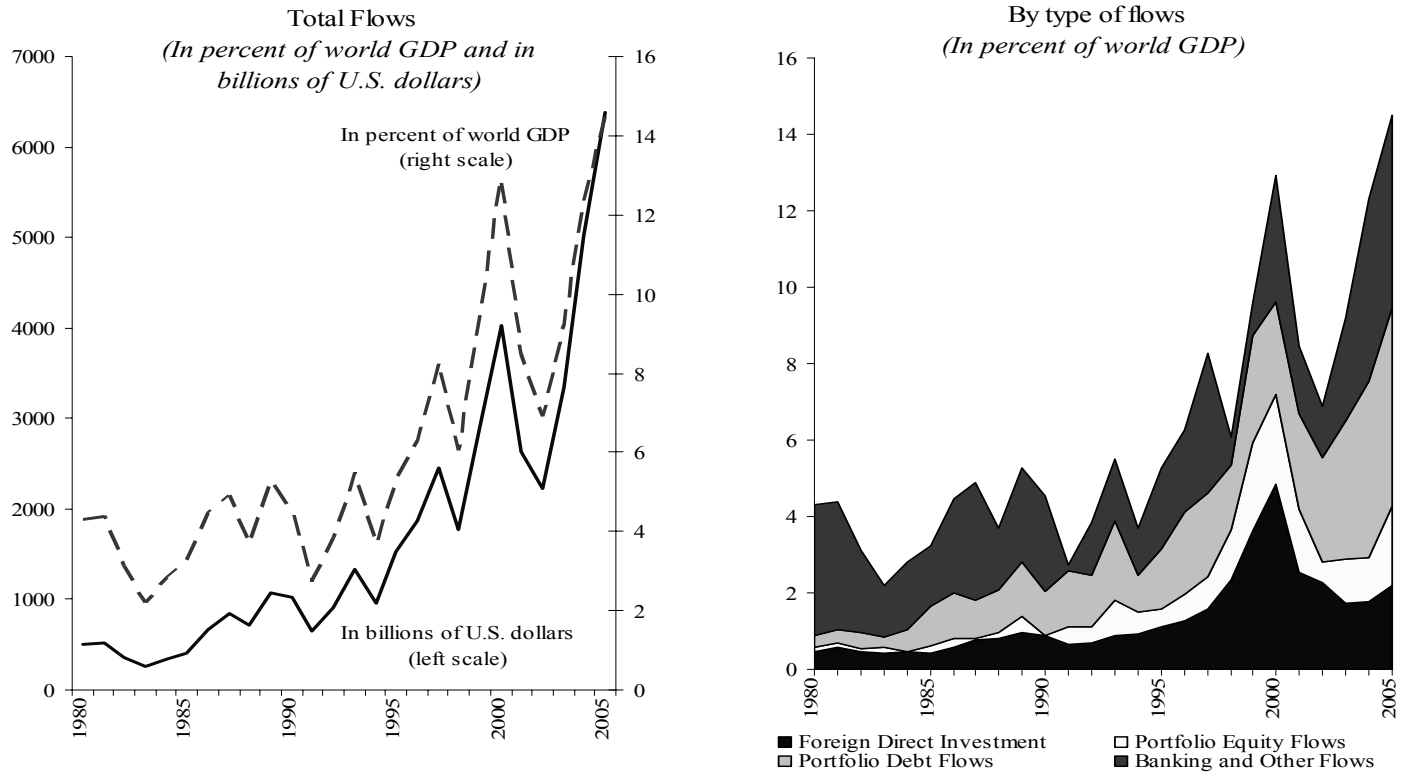 Total Flows
(In percent of world GDP and in
billions of U.S. dollars)
7000
6000
5000
4000
3000
2000
1000
0
16
14
12
10
8
6
4
2
0
In percent of world GDP
(right scale)
In billions of U.S. dollars
(left scale)
1980
1985
1990
1995
2000
2005
By type of flows
(In percent of world GDP)
16
14
12
10
8
6
4
2
0
1980
1985
1990
1995
2000
2005
Foreign Direct Investment
Portfolio Equity Flows
Portfolio Debt Flows
Banking and Other Flows